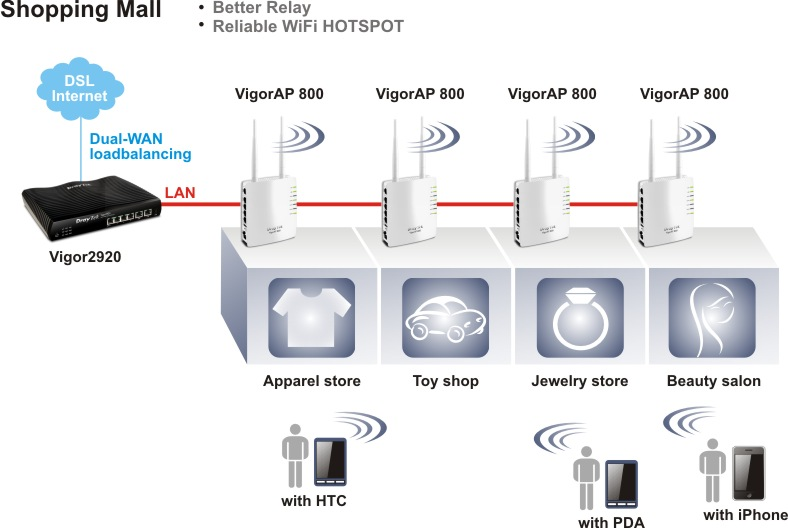 Shopping Mall
• Better Relay
• Reliable WiFi HOTSPOT
DSL
Internet
Dual-WAN
loadbalancing
LAN
DrayTek
Vigor2920
VigorAP 800
VigorAP 800
VigorAP 800
VigorAP 800
Apparel store
Toy shop
Jewelry store
Beauty salon
with HTC
with PDA
with iPhone